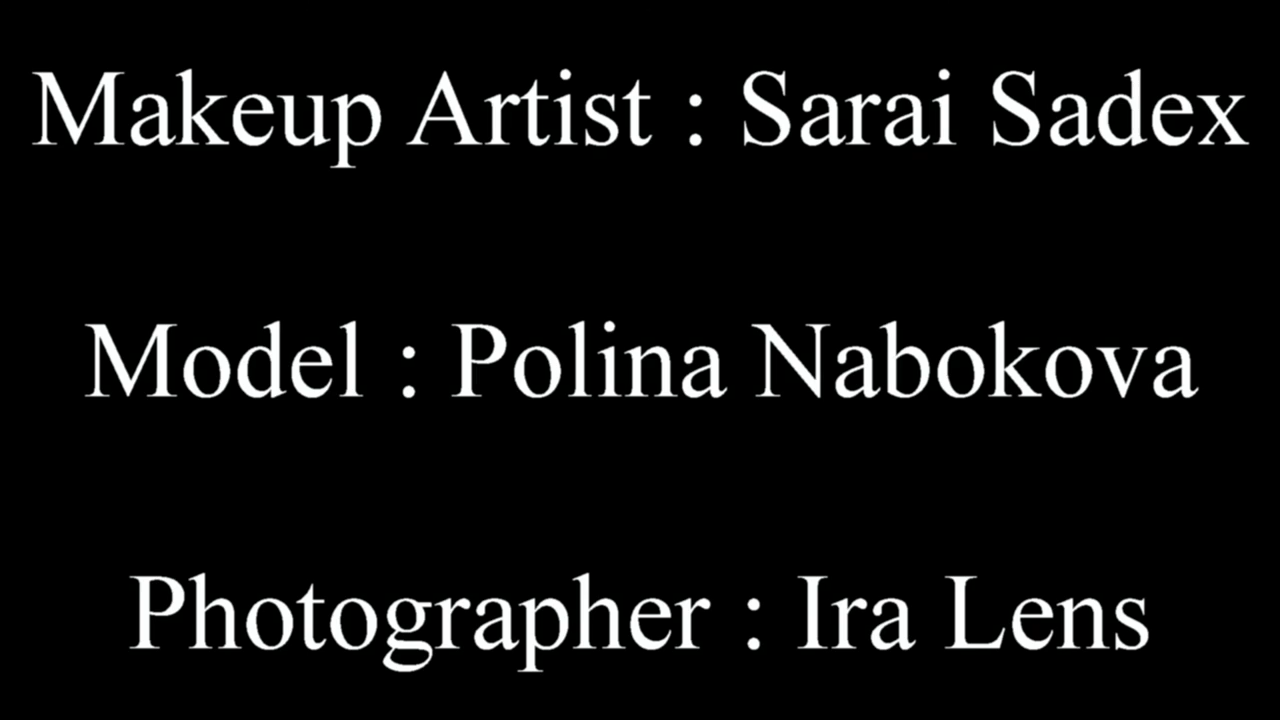 Makeup Artist : Sarai Sadex
Model : Polina Nabokova
Photographer : Ira Lens